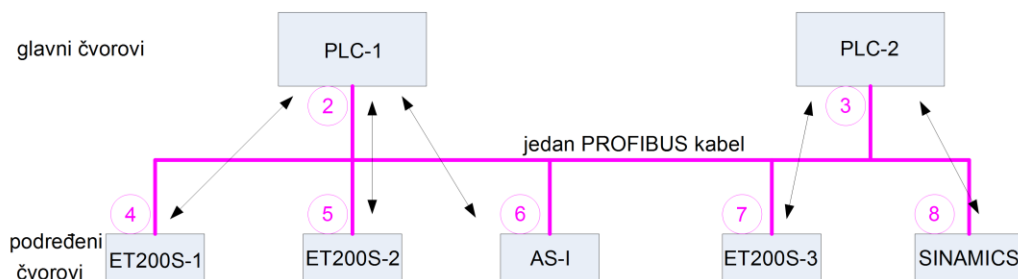 glavni čvorovi
PLC-1
PLC-2
2
3
jedan PROFIBUS kabel
4
5
6
7
8
podređeni
čvorovi
ET200S-1
ET200S-2
AS-I
ET200S-3
SINAMICS